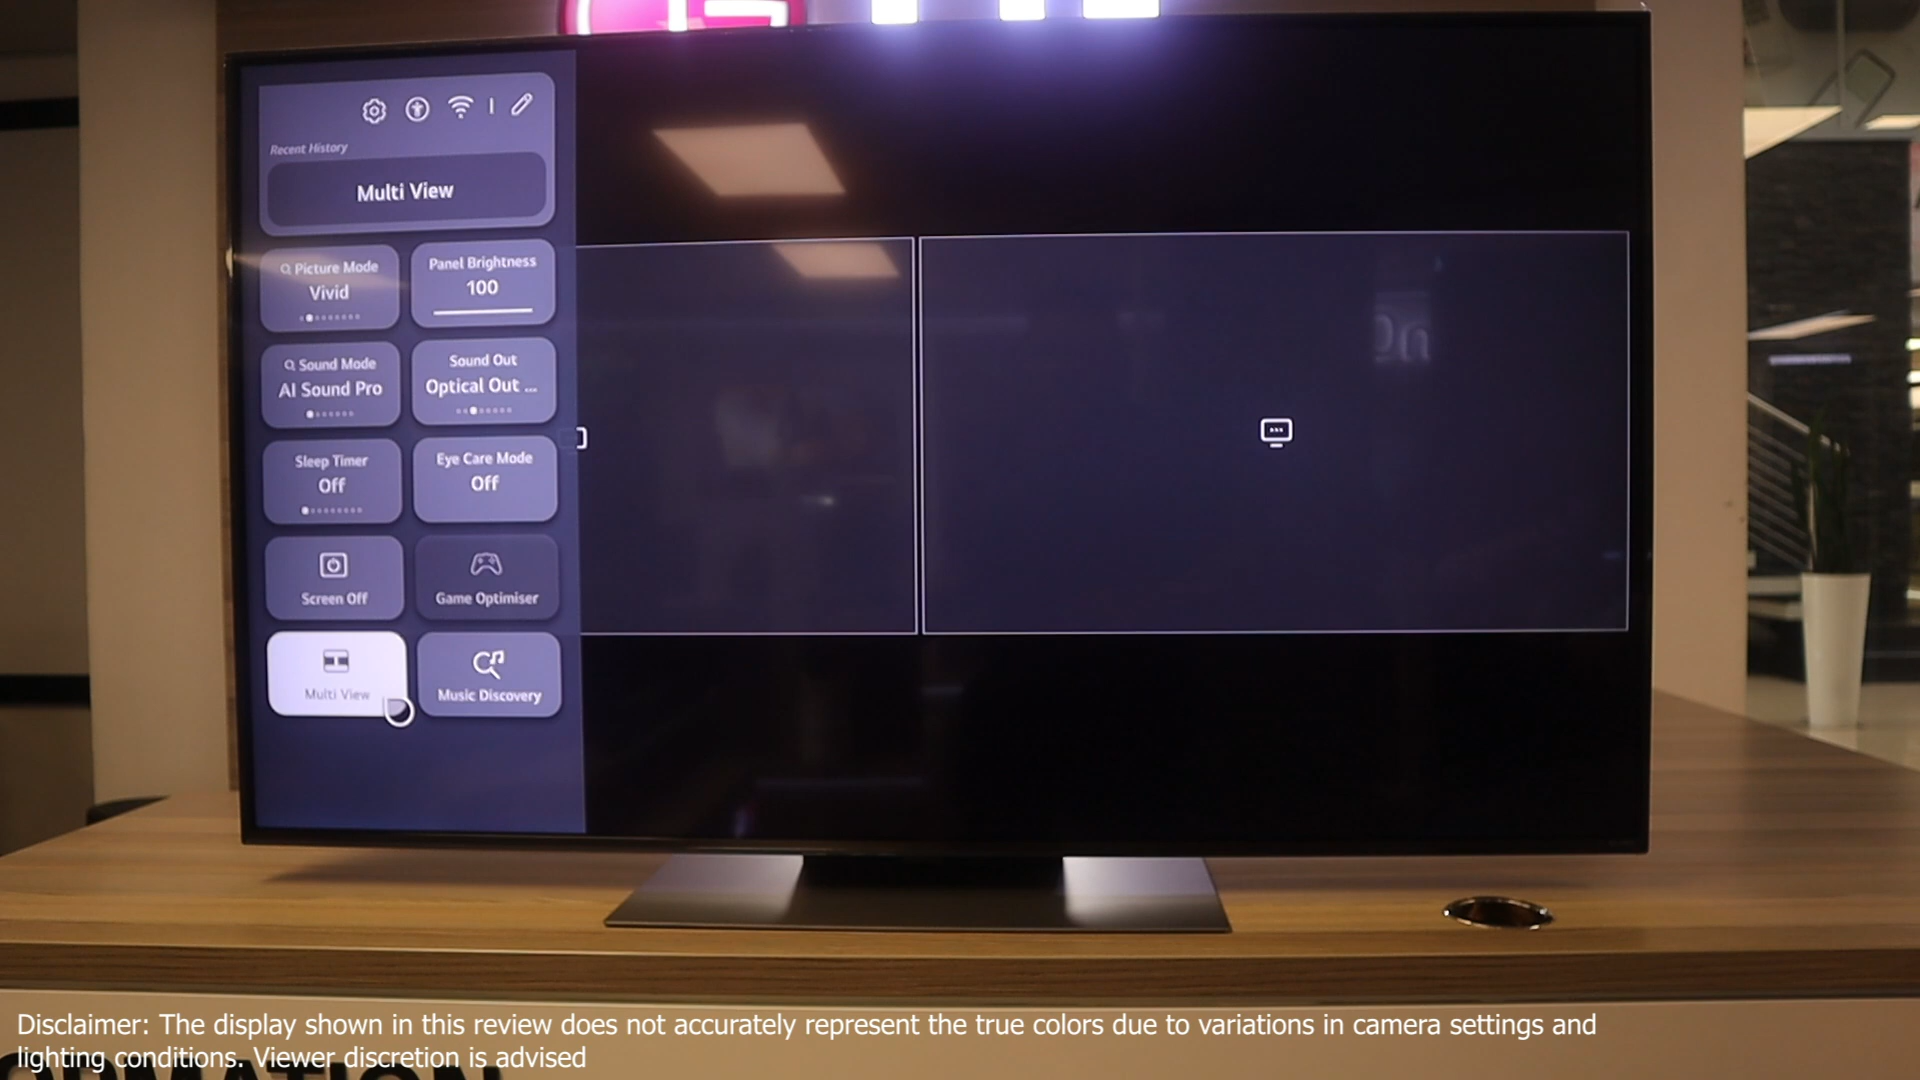 Recent History
Multi View
Picture Mode
Vivid
Panel Brightness
100
Sound Mode
AI Sound Pro
Sound Out
Optical Out ...
Sleep Timer
Off
Eye Care Mode
Off
Screen Off
Game Optimiser
Multi View
Music Discovery
Disclaimer: The display shown in this review does not accurately represent the true colors due to variations in camera settings and
lighting conditions. Viewer discretion is advised